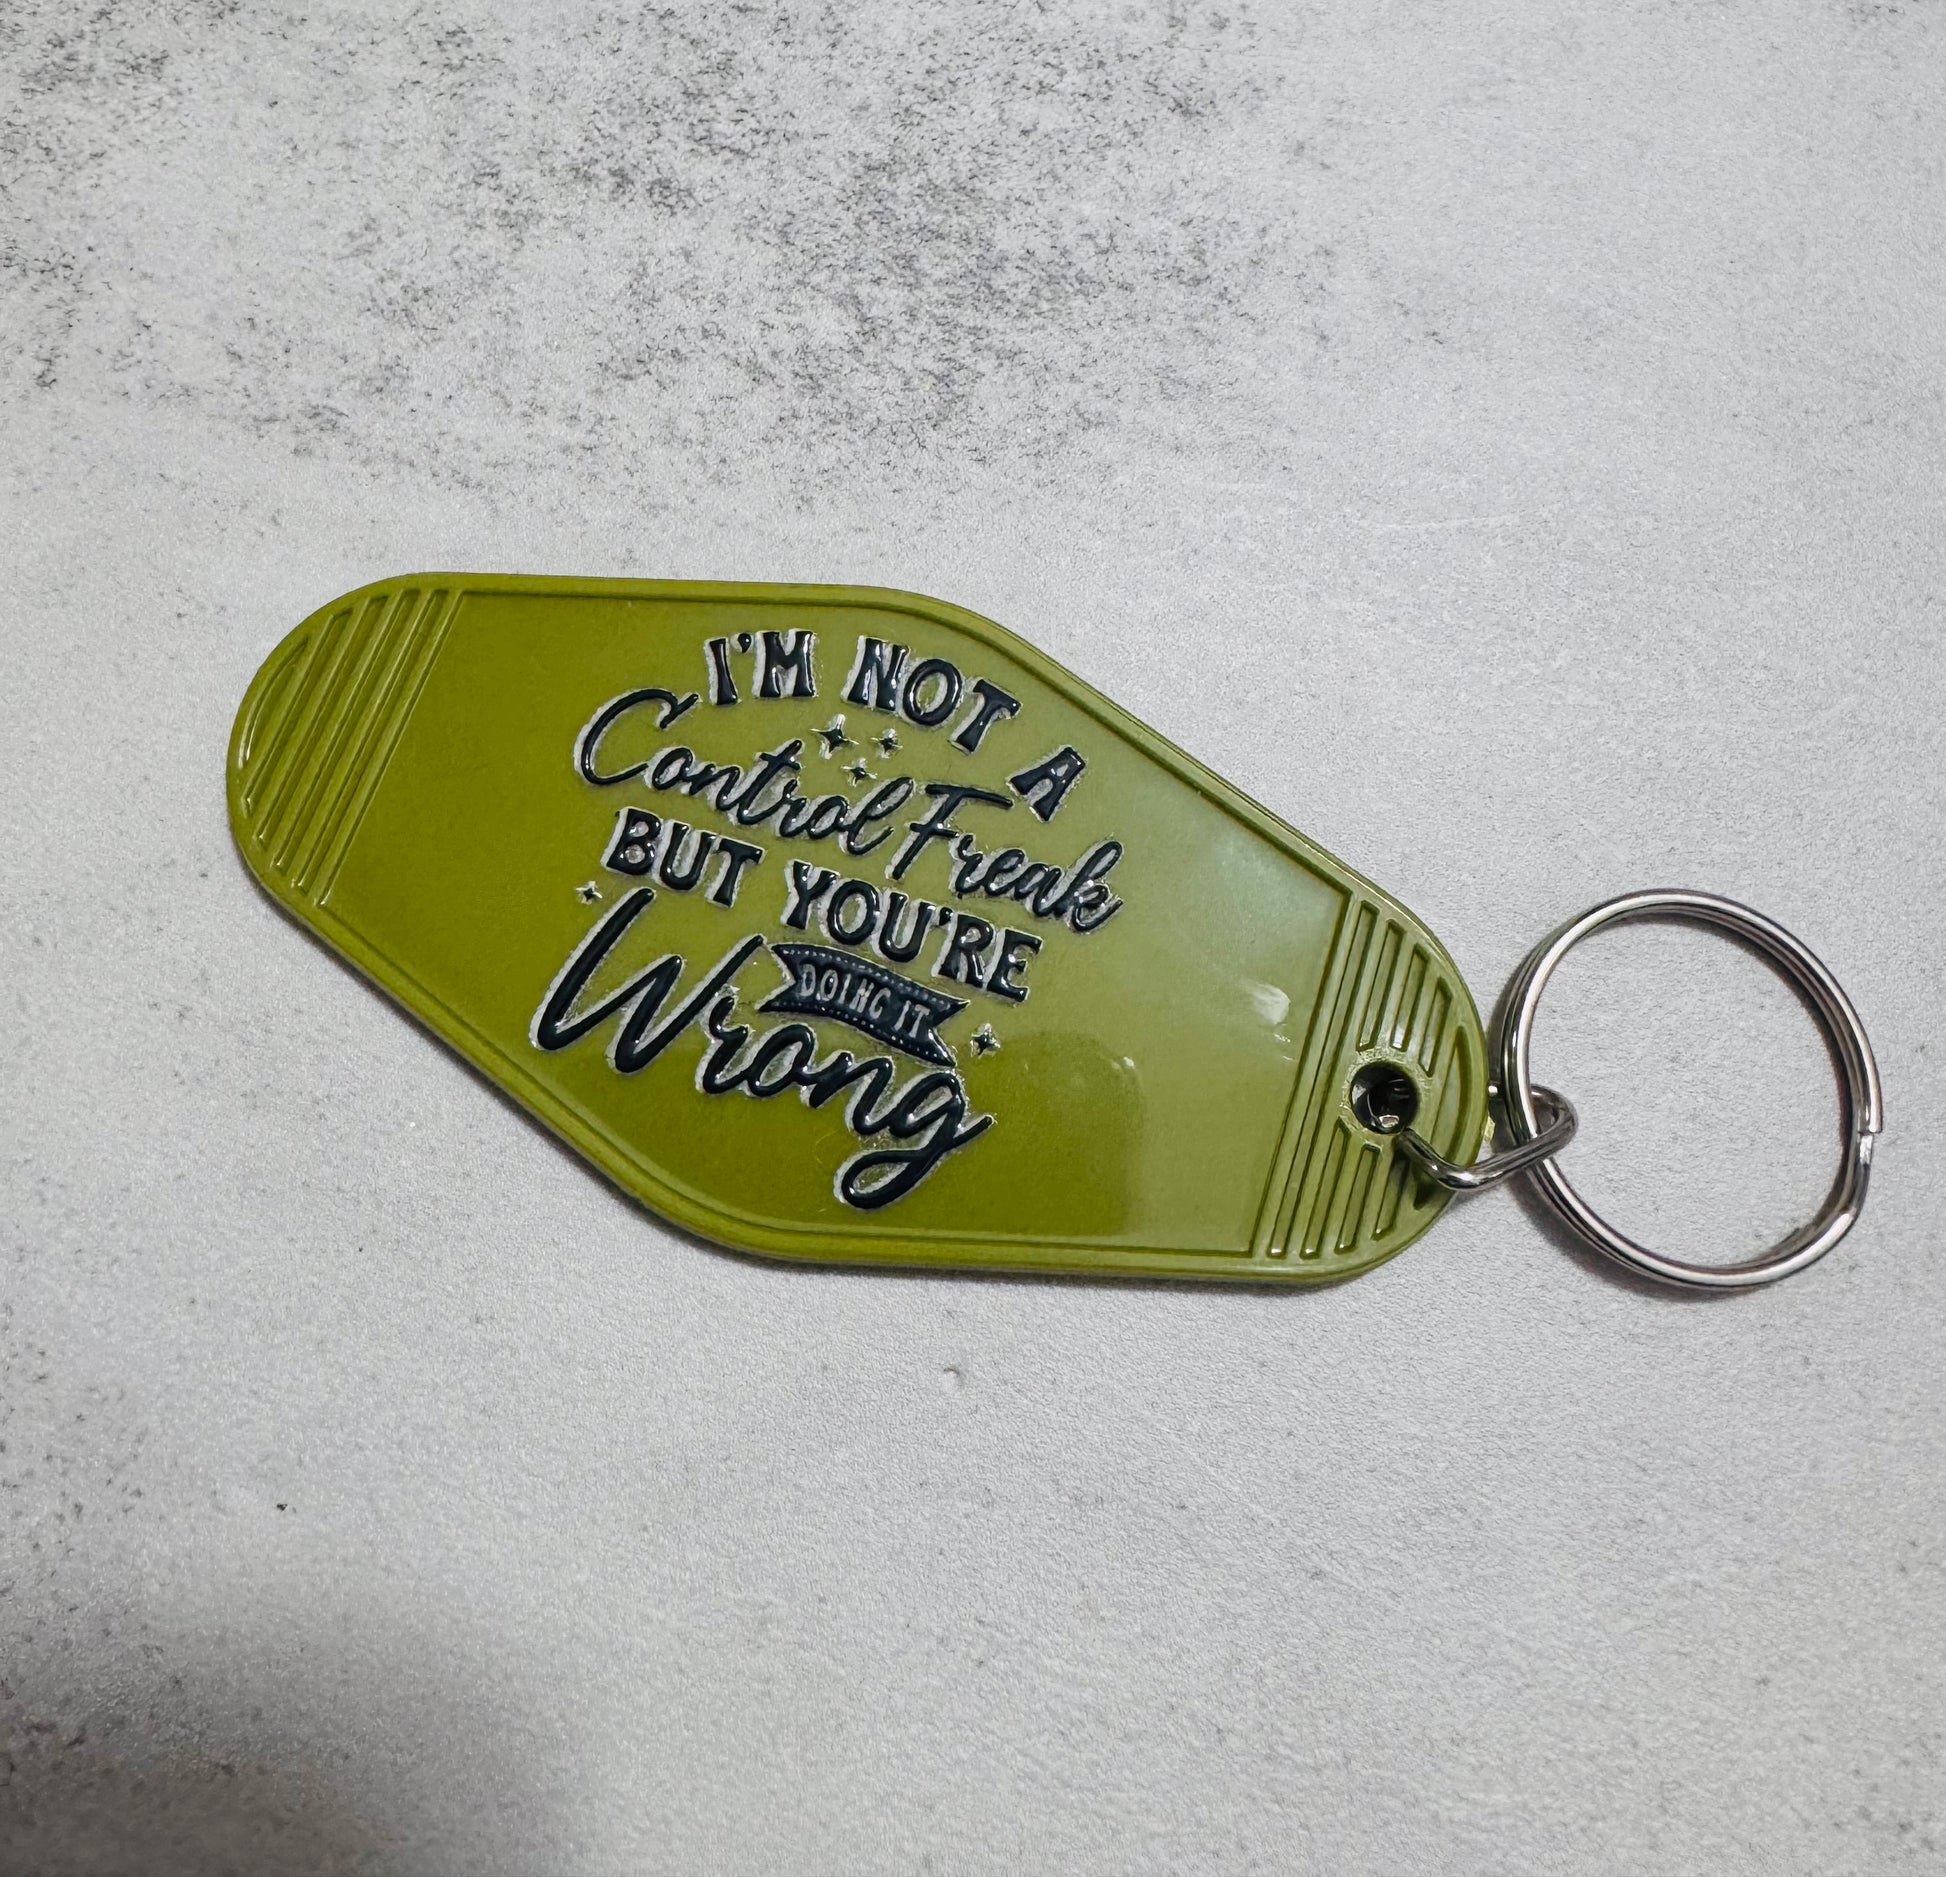 I'M NOT A
Control Freak
BUT YOU'RE
DOING IT
Wrong